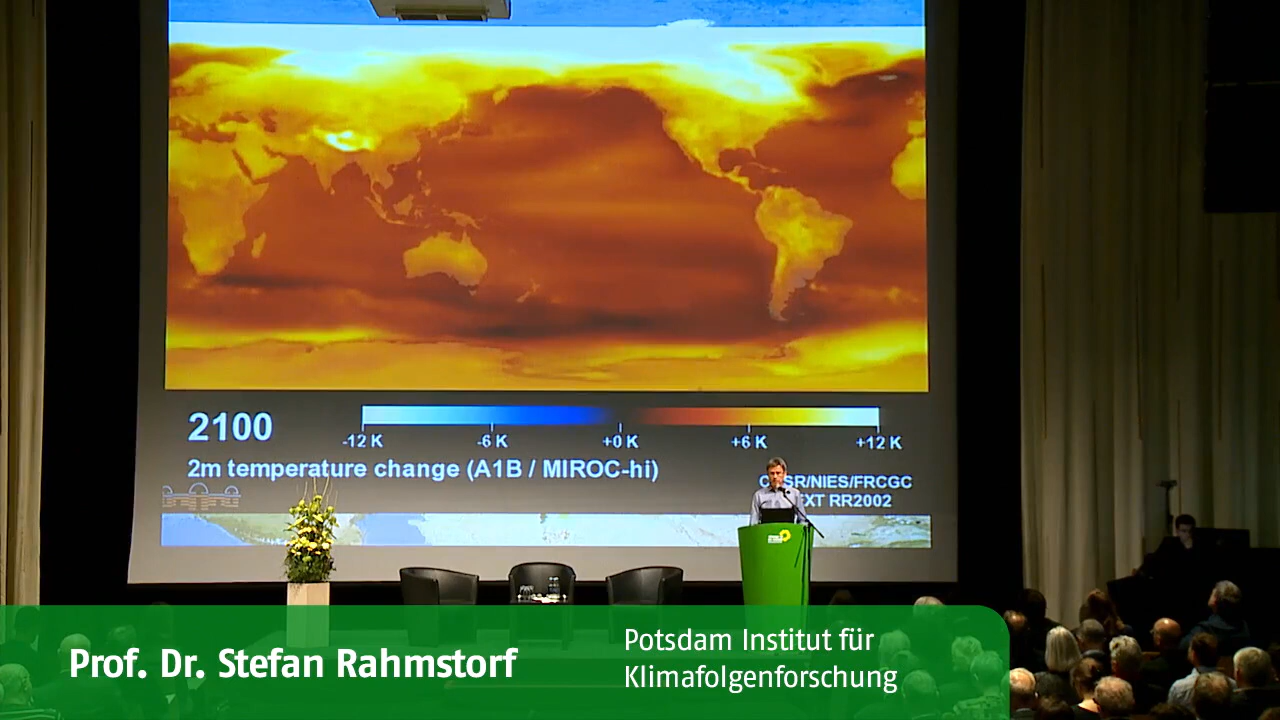 2100
-12 K
-6 K
+0 K
+6 K
+12 K
2m temperature change (A1B / MIROC-hi)
RR2002
Prof. Dr. Stefan Rahmstorf
Potsdam Institut für
Klimafolgenforschung